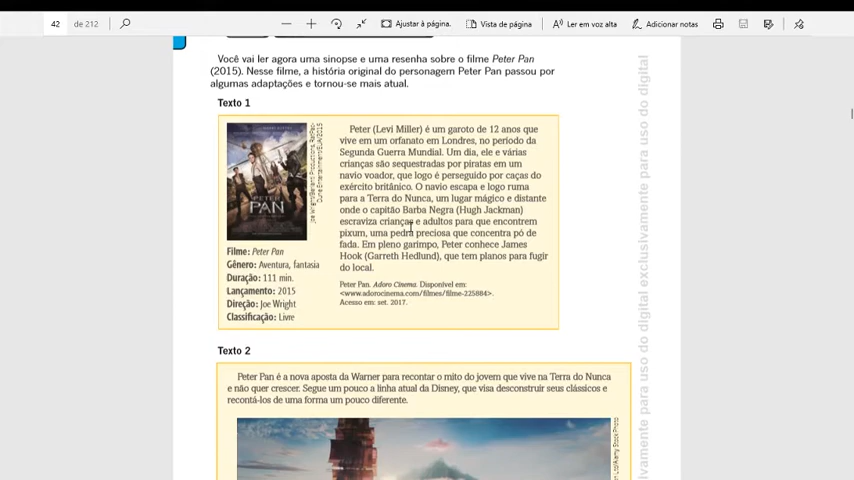 42 de 212
Ajustar à página.
Vista de página
Ler em voz alta
Adicionar notas
Você vai ler agora uma sinopse e uma resenha sobre o filme Peter Pan
(2015). Nesse filme, a história original do personagem Peter Pan passou por
algumas adaptações e tornou-se mais atual.
Texto 1
PAN
Peter (Levi Miller) é um garoto de 12 anos que
vive em um orfanato em Londres, no período da
Segunda Guerra Mundial. Um dia, ele e várias
crianças são sequestradas por piratas em um
navio voador, que logo é perseguido por caças do
exército britânico. O navio escapa e logo ruma
para a Terra do Nunca, um lugar mágico e distante
onde o capitão Barba Negra (Hugh Jackman)
escraviza crianças e adultos para que encontrem
pixum, uma pedra preciosa que concentra pó de
fada. Em pleno garimpo, Peter conhece James
Hook (Garreth Hedlund), que tem planos para fugir
do local.
Peter Pan. Adoro Cinema. Disponível em:
<www.adorocinema.com/filmes/filme-225884>.
Acesso em: set. 2017.
Filme: Peter Pan
Gênero: Aventura, fantasia
Duração: 111 min.
Lançamento: 2015
Direção: Joe Wright
Classificação: Livre
Texto 2
Peter Pan é a nova aposta da Warner para recontar o mito do jovem que vive na Terra do Nunca
e não quer crescer. Segue um pouco a linha atual da Disney, que visa desconstruir seus clássicos e
recontá-los de uma forma um pouco diferente.
sivamente para uso do digital exclusivamente para uso do digital